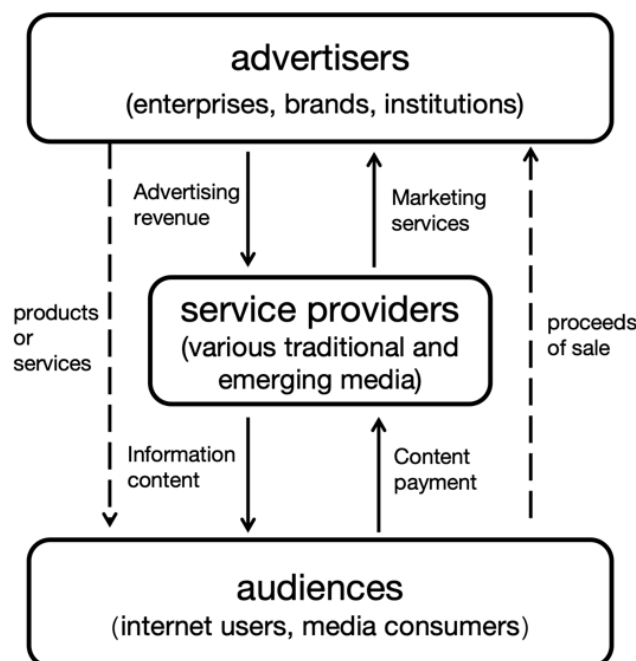 advertisers
(enterprises, brands, institutions)
Advertising
revenue
Marketing
services
service providers
(various traditional and
emerging media)
products
or
services
proceeds
of sale
Information
content
Content
payment
audiences
(internet users, media consumers)